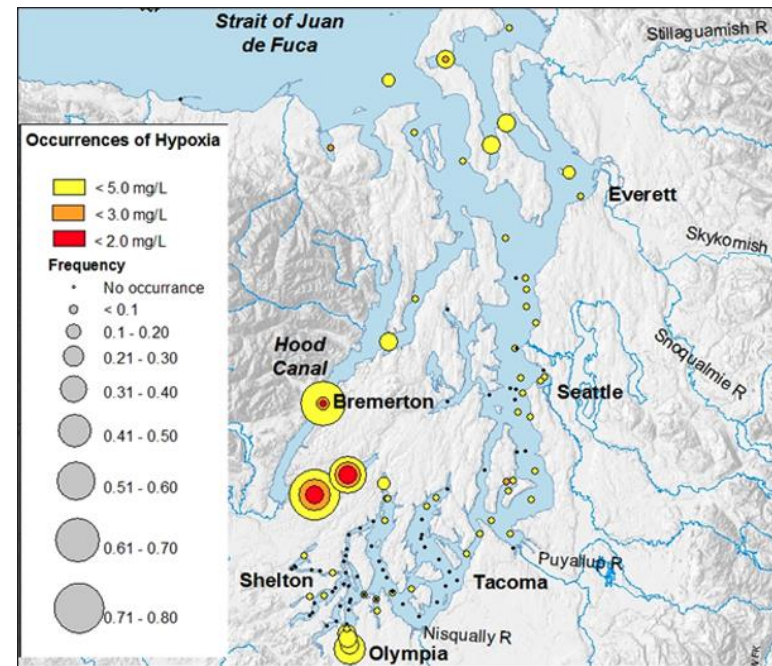 Strait of Juan
de Fuca
Stillaguamish R
Occurrences of Hypoxia
< 5.0 mg/L
< 3.0 mg/L
< 2.0 mg/L
Frequency
No occurrance
< 0.1
0.1 - 0.20
0.21 - 0.30
0.31 - 0.40
0.41 - 0.50
0.51 - 0.60
0.61 - 0.70
0.71 - 0.80
Everett
Skykomish
Snoqualmie R
Hood
Canal
Bremerton
Seattle
Puyallup R
Shelton
Tacoma
Nisqually R
Olympia